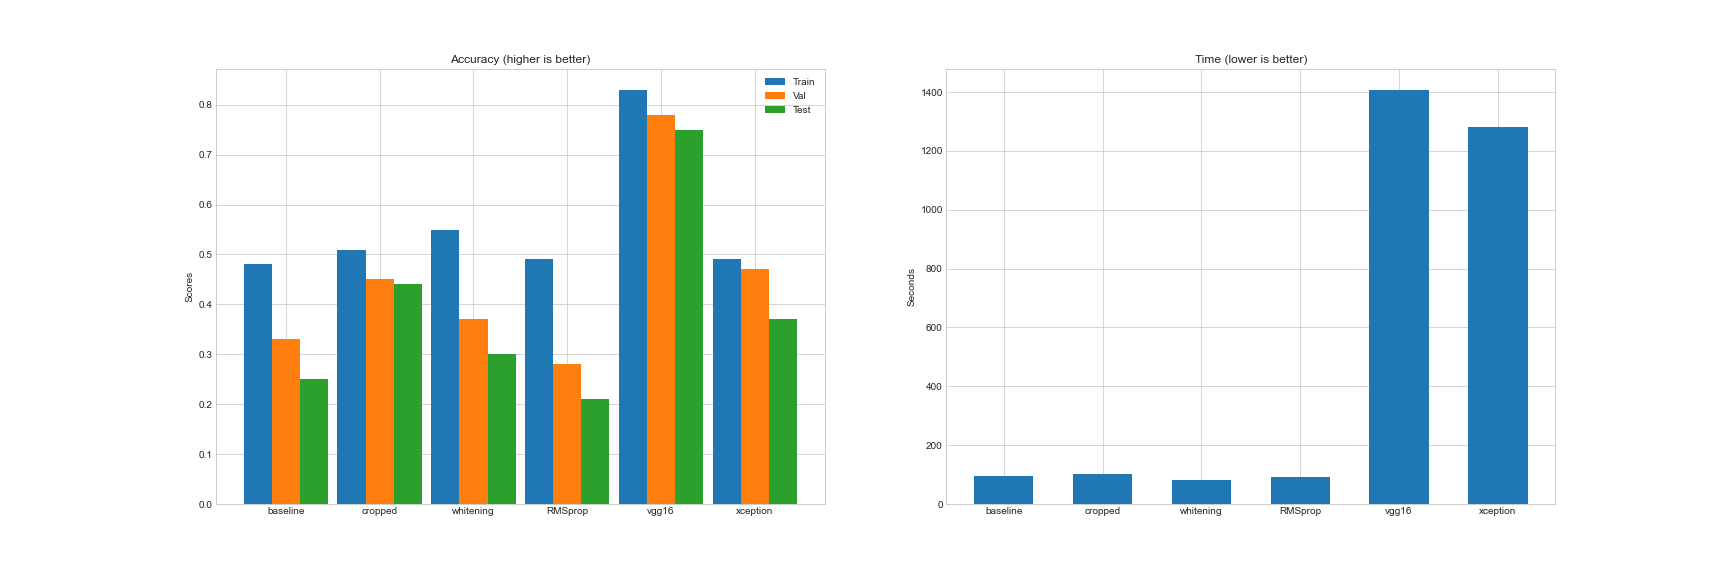 Accuracy (higher is better)
Train
Val
Test
Scores
0.8
0.7
0.6
0.5
0.4
0.3
0.2
0.1
0.0
baseline cropped whitening RMSprop vgg16 xception
Time (lower is better)
Seconds
1400
1200
1000
800
600
400
200
0
baseline cropped whitening RMSprop vgg16 xception